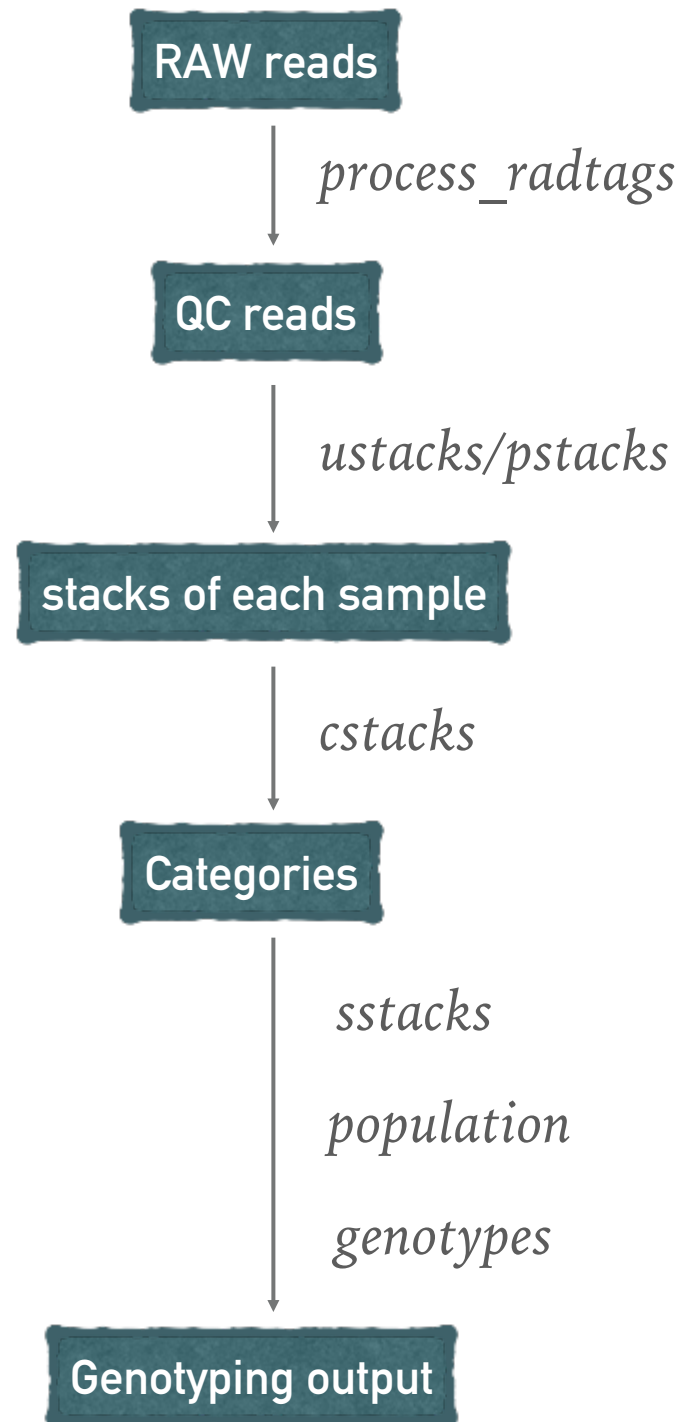 RAW reads
process_radtags
QC reads
ustacks/pstacks
stacks of each sample
cstacks
Categories
sstacks
population
genotypes
Genotyping output